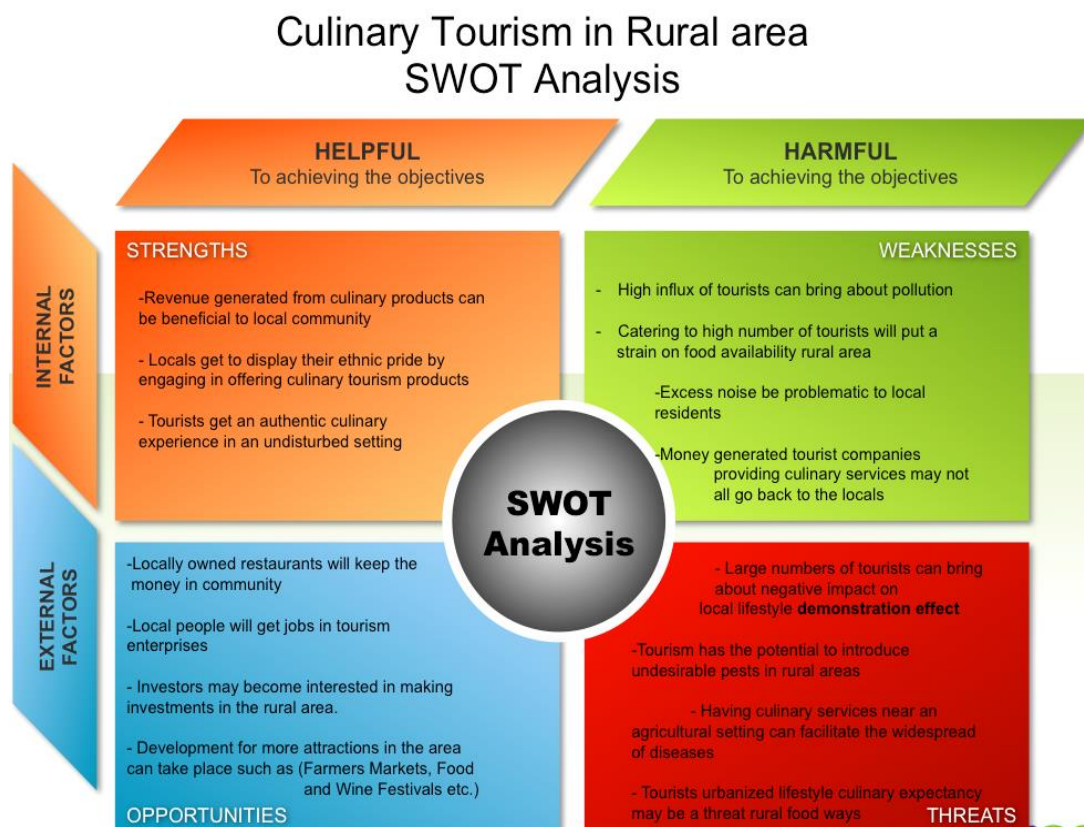 Culinary Tourism in Rural area
SWOT Analysis
HELPFUL
To achieving the objectives
HARMFUL
To achieving the objectives
INTERNAL
FACTORS
STRENGTHS
-Revenue generated from culinary products can
be beneficial to local community
- Locals get to display their ethnic pride by
engaging in offering culinary tourism products
- Tourists get an authentic culinary
experience in an undisturbed setting
WEAKNESSES
- High influx of tourists can bring about pollution
- Catering to high number of tourists will put a
strain on food availability rural area
-Excess noise be problematic to local
residents
-Money generated tourist companies
providing culinary services may not
all go back to the locals
SWOT
Analysis
EXTERNAL
FACTORS
-Locally owned restaurants will keep the
money in community
-Local people will get jobs in tourism
enterprises
- Investors may become interested in making
investments in the rural area.
- Development for more attractions in the area
can take place such as (Farmers Markets, Food
and Wine Festivals etc.)
OPPORTUNITIES
- Large numbers of tourists can bring
about negative impact on
local lifestyle demonstration effect
-Tourism has the potential to introduce
undesirable pests in rural areas
- Having culinary services near an
agricultural setting can facilitate the widespread
of diseases
- Tourists urbanized lifestyle culinary expectancy
may be a threat rural food ways
THREATS